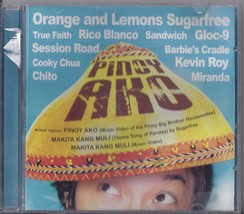 Orange and Lemons Sugarfree
True Faith Rico Blanco Sandwich Gloc-9
Session Road Barbie's Cradle
Cooky Chua Kevin Roy
Chito Miranda
PINOY
AKO
BONUS TRACKS PINOY AKO (Music Video of the Pinoy Big Brother Housemates)
MAKITA KANG MULI (Theme Song of Panday) by Sugarfree
MAKITA KANG MULI (Music Video)